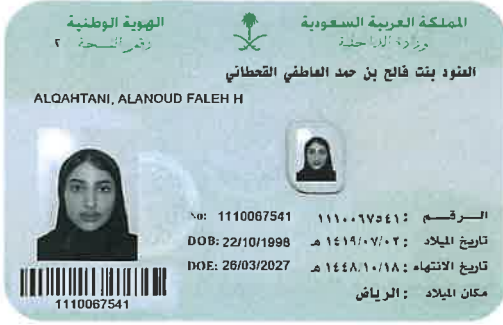 المملكة العربية السعودية
وزارة الداخلية
الهوية الوطنية
رقم النسخة ٢
العنود بنت فالح بن حمد العاطفي القحطاني
ALQAHTANI, ALANOUD FALEH H
الرقم : ١١١٠٠٦٧٥٤١ No: 1110067541
تاريخ الميلاد : ١٤١٩/٠٧/٠٢ هـ DOB: 22/10/1998
تاريخ الانتهاء : ١٤٤٨/١٠/١٨ هـ DOE: 26/03/2027
مكان الميلاد : الرياض
1110067541